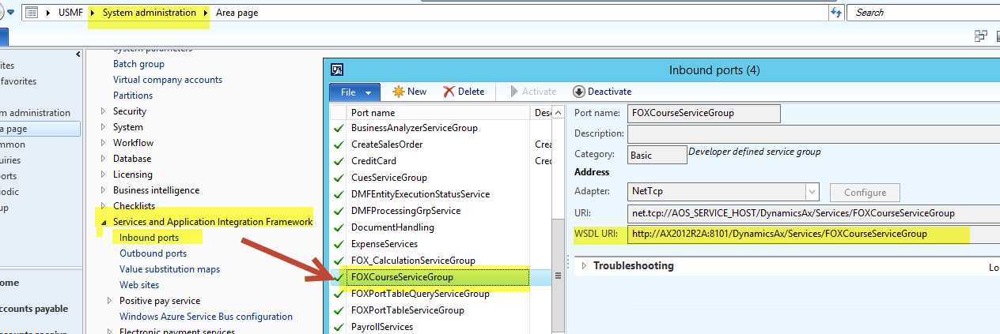 USMF System administration Area page
Search
ites
favorites
m administration
a page
mmon
uiries
orts
iodic
up
ome
ccounts payable
System parameters
Batch group
Virtual company accounts
Partitions
Security
System
Workflow
Database
Licensing
Business intelligence
Checklists
Services and Application Integration Framework
Inbound ports
Outbound ports
Value substitution maps
Web sites
Positive pay service
Windows Azure Service Bus configuration
Electronic payment services
Inbound ports (4)
File New Delete Activate Deactivate
Port name Desc
BusinessAnalyzerServiceGroup
CreateSalesOrder Crea
CreditCard Crec
CuesServiceGroup
DMFEntityExecutionStatusService
DMFProcessingGrpService
DocumentHandling
ExpenseServices
FOX_CalculationServiceGroup
FOXCourseServiceGroup
FOXPortTableQueryServiceGroup
FOXPortTableServiceGroup
PayrollServices
Port name: FOXCourseServiceGroup
Description:
Category: Basic Developer defined service group
Address
Adapter: NetTcp Configure
URI: net.tcp://AOS_SERVICE_HOST/DynamicsAx/Services/FOXCourseServiceGroup
WSDL URI: http://AX2012R2A:8101/DynamicsAx/Services/FOXCourseServiceGroup
Troubleshooting Lo